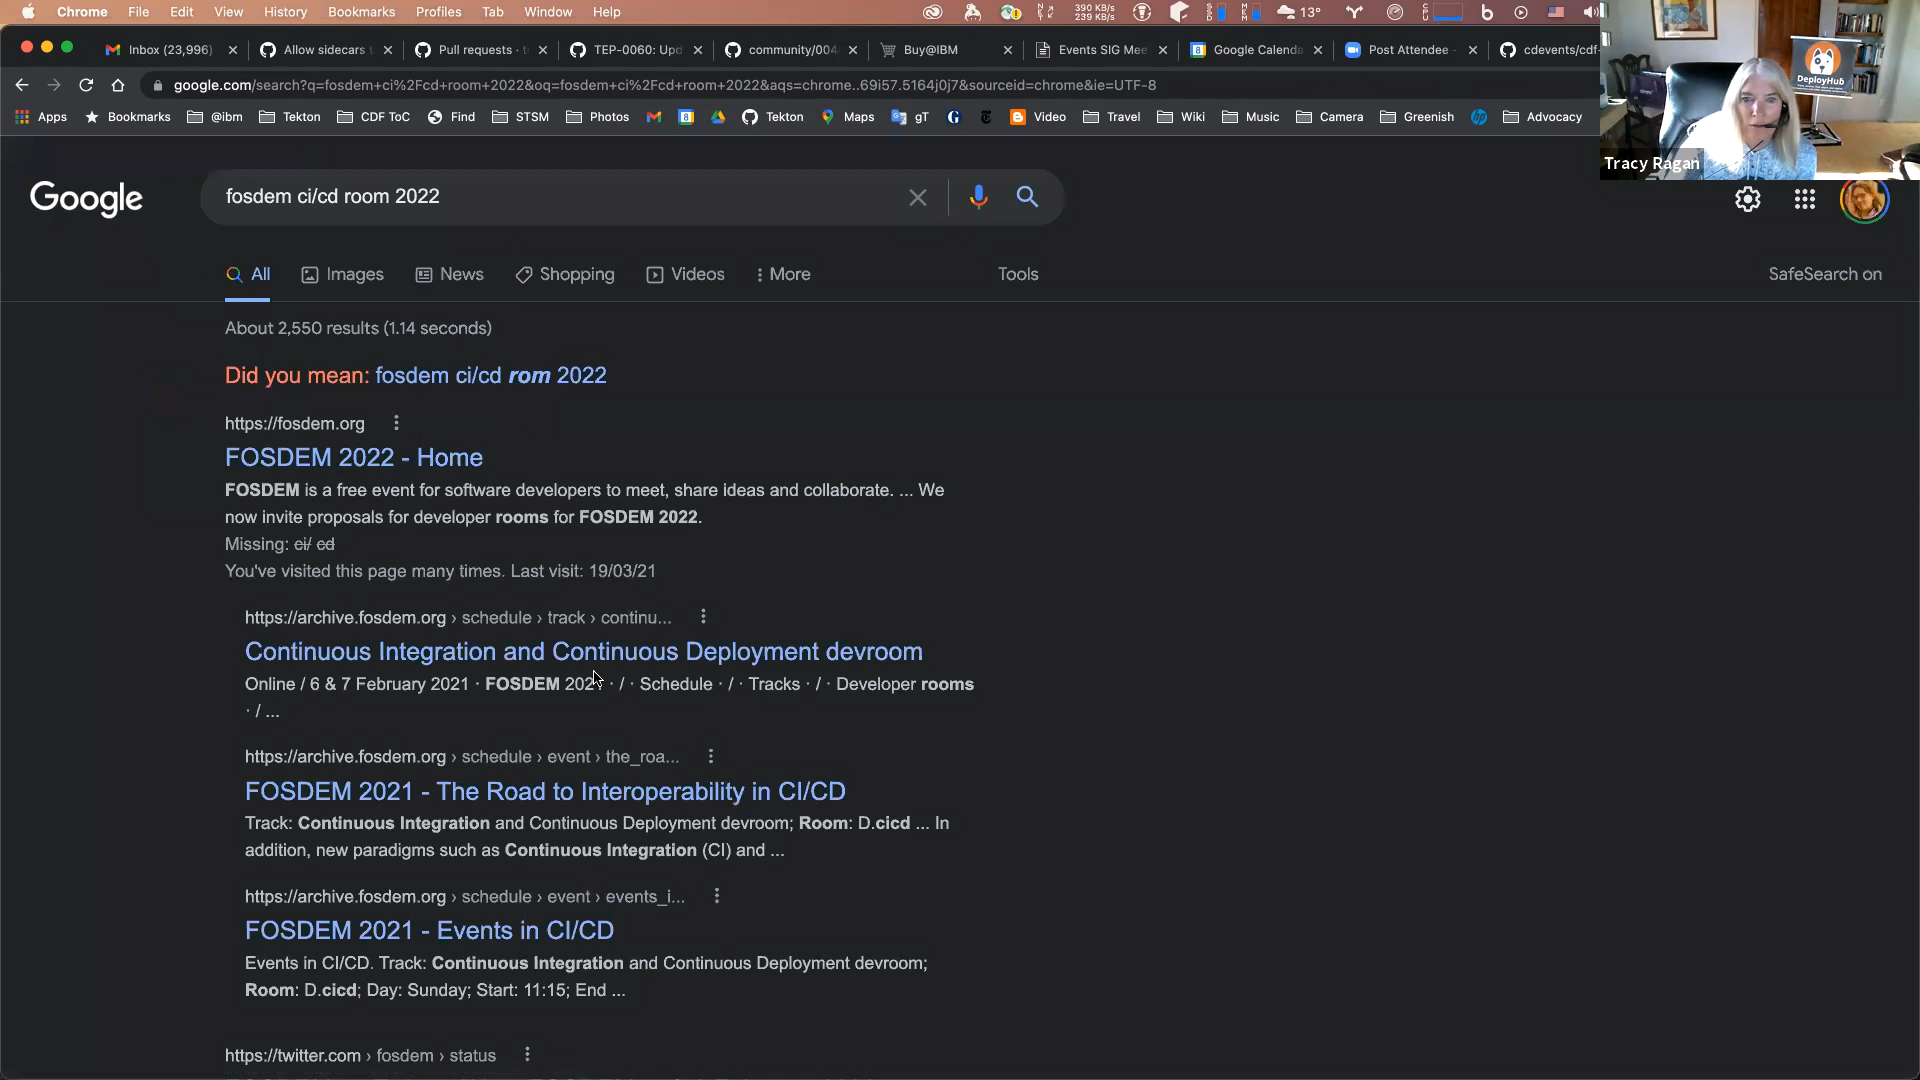 Chrome File Edit View History Bookmarks Profiles Tab Window Help 390 KB/s 239 KB/s 13°
Inbox (23,996) Allow sidecars Pull requests · TEP-0060: Upd community/004 Buy@IBM Events SIG Mee Google Calenda Post Attendee - cdevents/cdf-
google.com/search?q=fosdem+ci%2Fcd+room+2022&oq=fosdem+ci%2Fcd+room+2022&aqs=chrome..69i57.5164j0j7&sourceid=chrome&ie=UTF-8
Apps Bookmarks @ibm Tekton CDF ToC Find STSM Photos Tekton Maps gT Video Travel Wiki Music Camera Greenish Advocacy
DeployHub
Tracy Ragan
Google
fosdem ci/cd room 2022
All Images News Shopping Videos More Tools SafeSearch on
About 2,550 results (1.14 seconds)
Did you mean: fosdem ci/cd rom 2022
https://fosdem.org
FOSDEM 2022 - Home
FOSDEM is a free event for software developers to meet, share ideas and collaborate. ... We
now invite proposals for developer rooms for FOSDEM 2022.
Missing: ci/ cd
You've visited this page many times. Last visit: 19/03/21
https://archive.fosdem.org › schedule › track › continu...
Continuous Integration and Continuous Deployment devroom
Online / 6 & 7 February 2021 · FOSDEM 2021 · / · Schedule · / · Tracks · / · Developer rooms
· / ...
https://archive.fosdem.org › schedule › event › the_roa...
FOSDEM 2021 - The Road to Interoperability in CI/CD
Track: Continuous Integration and Continuous Deployment devroom; Room: D.cicd ... In
addition, new paradigms such as Continuous Integration (CI) and ...
https://archive.fosdem.org › schedule › event › events_i...
FOSDEM 2021 - Events in CI/CD
Events in CI/CD. Track: Continuous Integration and Continuous Deployment devroom;
Room: D.cicd; Day: Sunday; Start: 11:15; End ...
https://twitter.com › fosdem › status